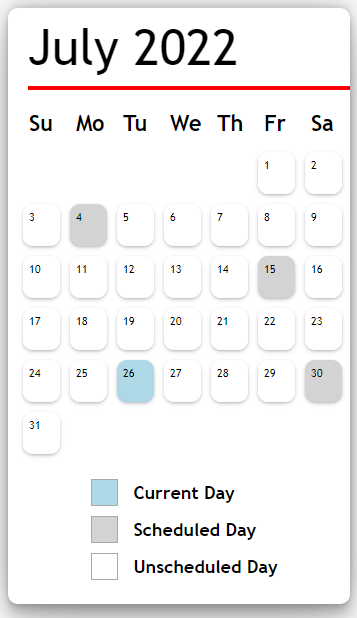 July 2022
Su Mo Tu We Th Fr Sa
1 2
3 4 5 6 7 8 9
10 11 12 13 14 15 16
17 18 19 20 21 22 23
24 25 26 27 28 29 30
31
Current Day
Scheduled Day
Unscheduled Day